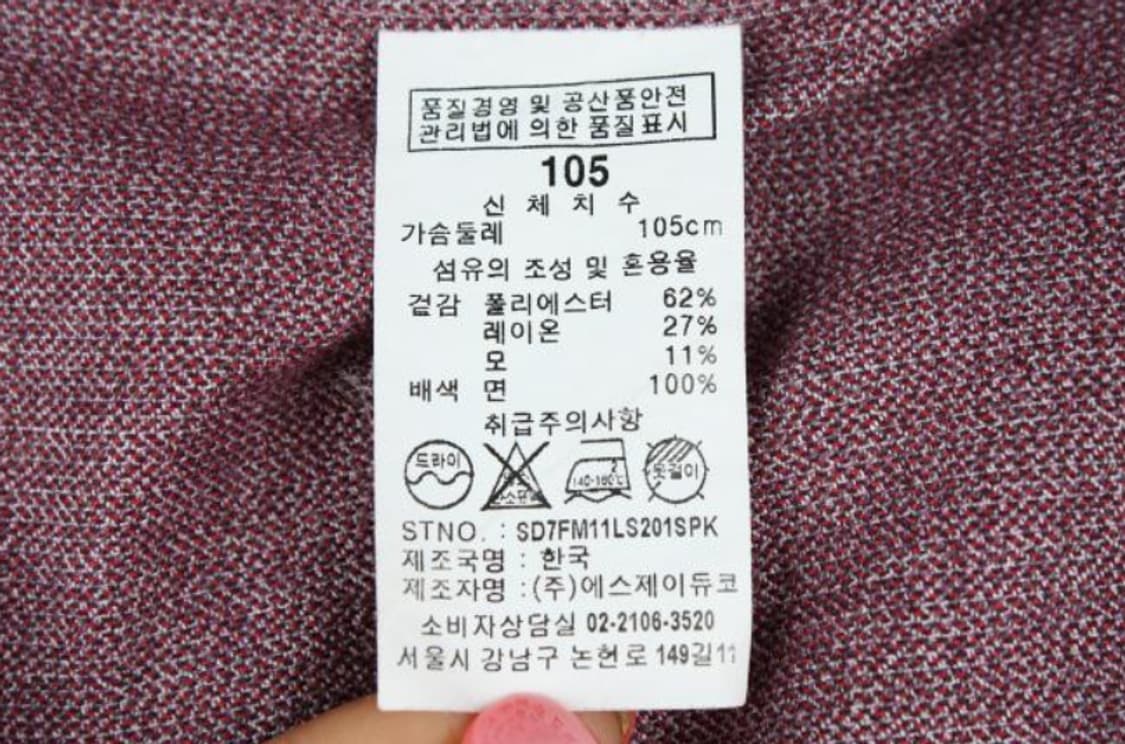 품질경영 및 공산품안전
관리법에 의한 품질표시
105
신 체 치 수
가슴둘레 105cm
섬유의 조성 및 혼용율
겉감 폴리에스터 62%
레이온 27%
모 11%
배색 면 100%
취급주의사항
드라이 옷걸이
2
140-160℃
STNO. : SD7FM11LS201SPK
제조국명 : 한국
제조자명 :(주)에스제이듀코
소비자상담실 02-2106-3520
서울시 강남구 논현로 149길11